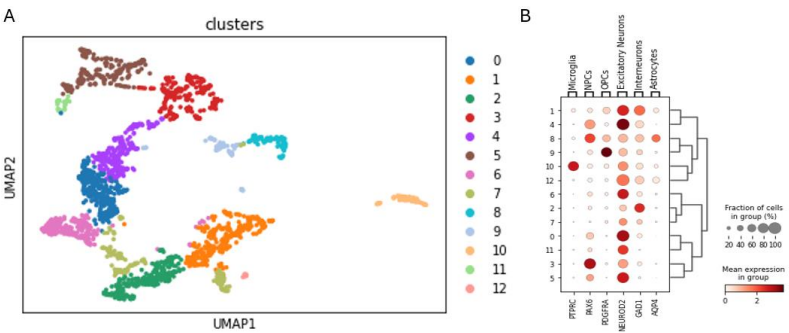 A
clusters
UMAP2
UMAP1
0
1
2
3
4
5
6
7
8
9
10
11
12
B
Microglia
NPCs
OPCs
Excitatory Neurons
Interneurons
Astrocytes
1
4
8
9
10
12
6
2
7
0
11
3
5
PTPRC
PAX6
PDGFRA
NEUROD2
GAD1
AQP4
Fraction of cells
in group (%)
20 40 60 80 100
Mean expression
in group
0 2